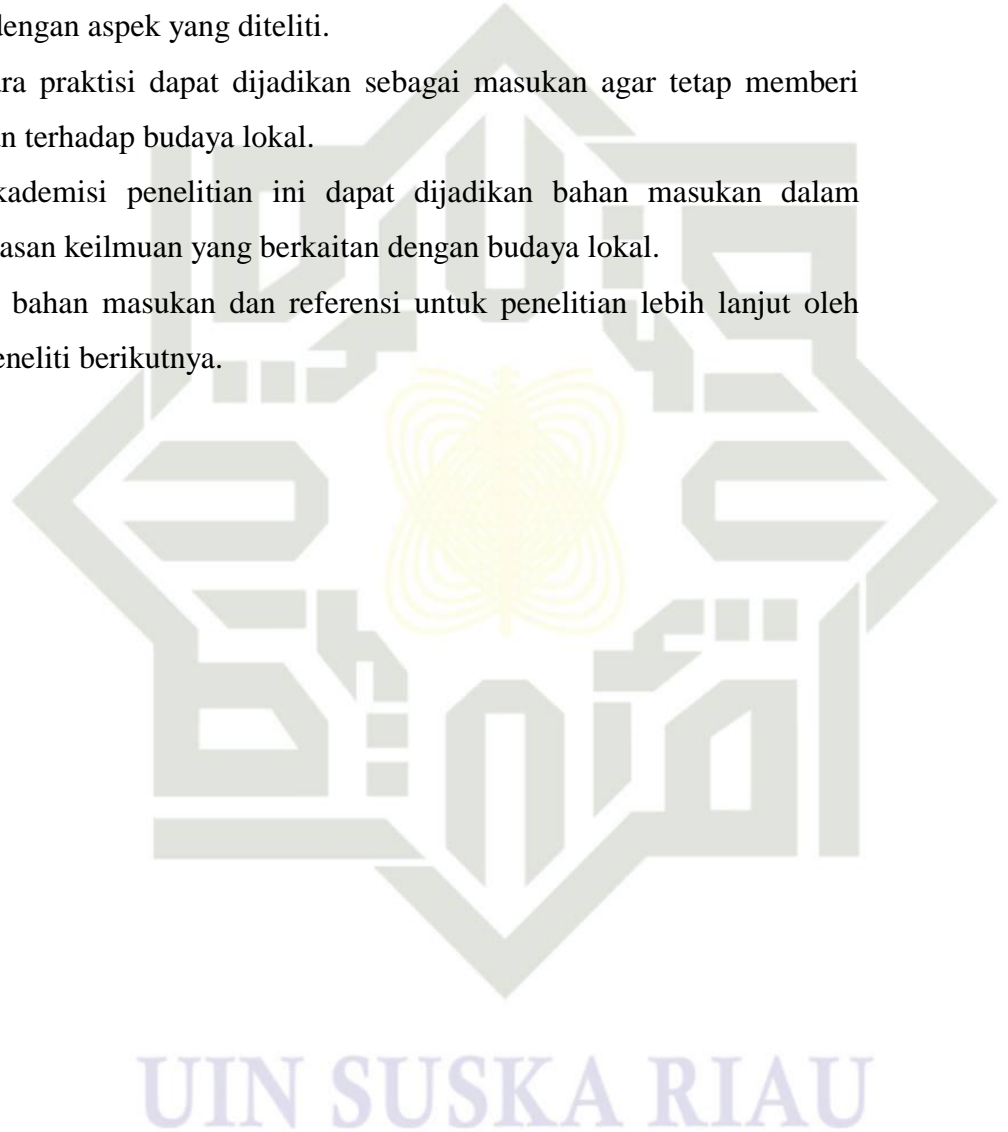 dengan aspek yang diteliti.
ara praktisi dapat dijadikan sebagai masukan agar tetap memberi
n terhadap budaya lokal.
kademisi penelitian ini dapat dijadikan bahan masukan dalam
asan keilmuan yang berkaitan dengan budaya lokal.
bahan masukan dan referensi untuk penelitian lebih lanjut oleh
eneliti berikutnya.
UIN SUSKA RIAU